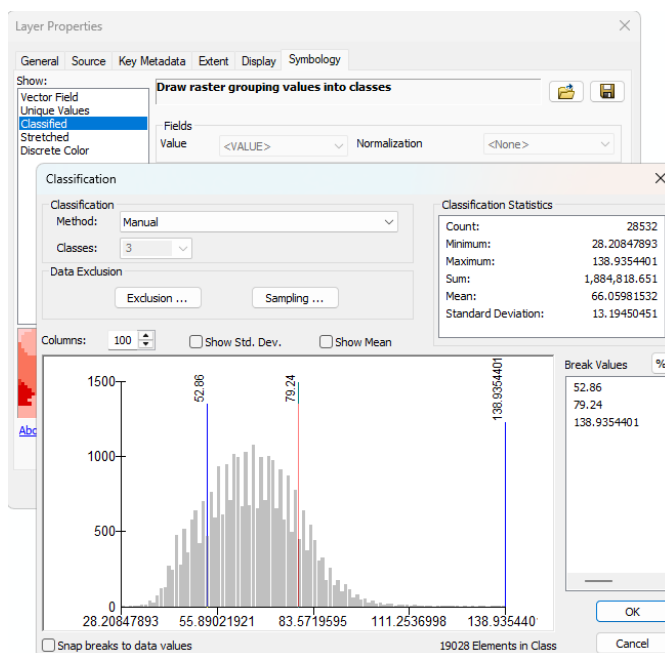 Layer Properties
General Source Key Metadata Extent Display Symbology
Show:
Vector Field
Unique Values
Classified
Stretched
Discrete Color
Draw raster grouping values into classes
Fields
Value <VALUE> Normalization <None>
Classification
Classification
Method: Manual
Classes: 3
Data Exclusion
Exclusion ... Sampling ...
Classification Statistics
Count: 28532
Minimum: 28.20847893
Maximum: 138.9354401
Sum: 1,884,818.651
Mean: 66.05981532
Standard Deviation: 13.19450451
Columns: 100 Show Std. Dev. Show Mean
Break Values %
52.86
79.24
138.9354401
52.86
79.24
138.9354401
1500
1000
500
0
28.20847893 55.89021921 83.5719595 111.2536998 138.935440
Abo
Snap breaks to data values
19028 Elements in Class
OK
Cancel